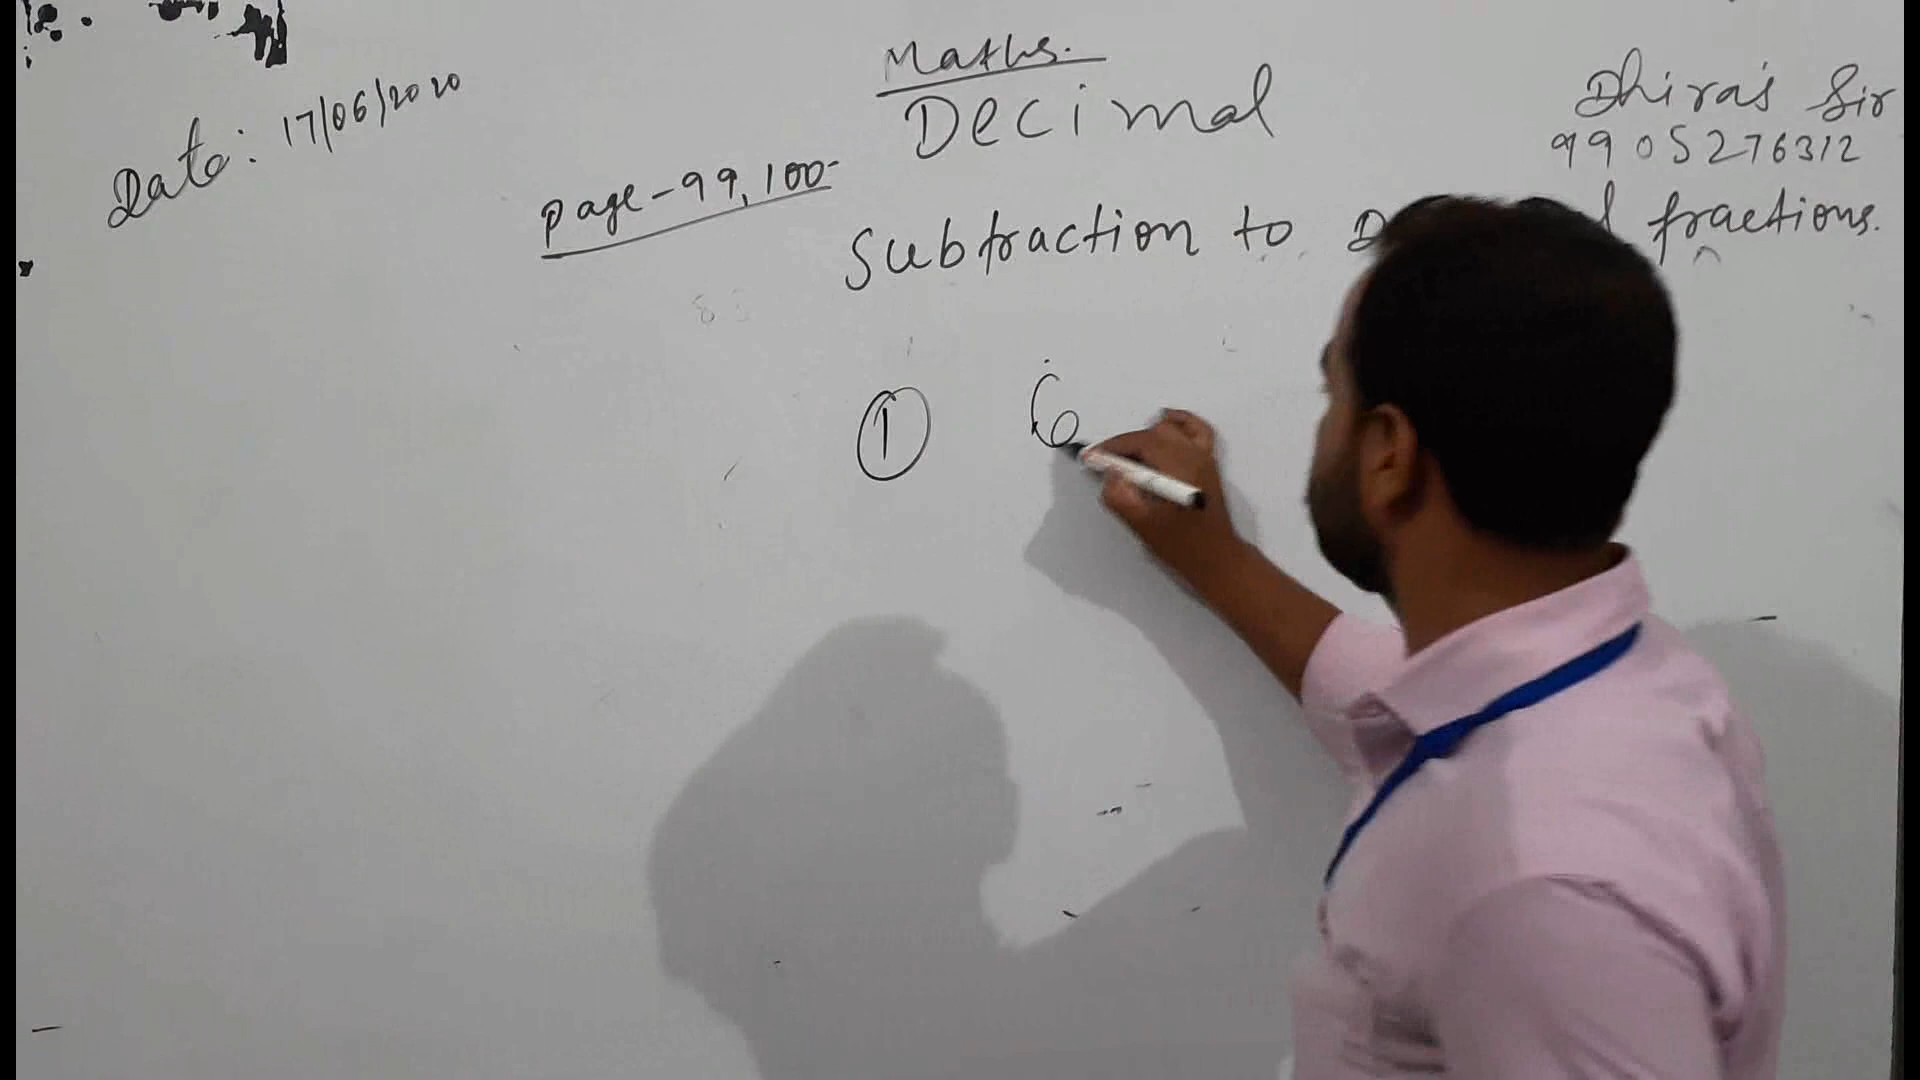 Maths.
Decimal
Date: 17/06/2020
Dhiraj Sir
9905276312
Page-99,100
Subtraction to fractions.
① 6